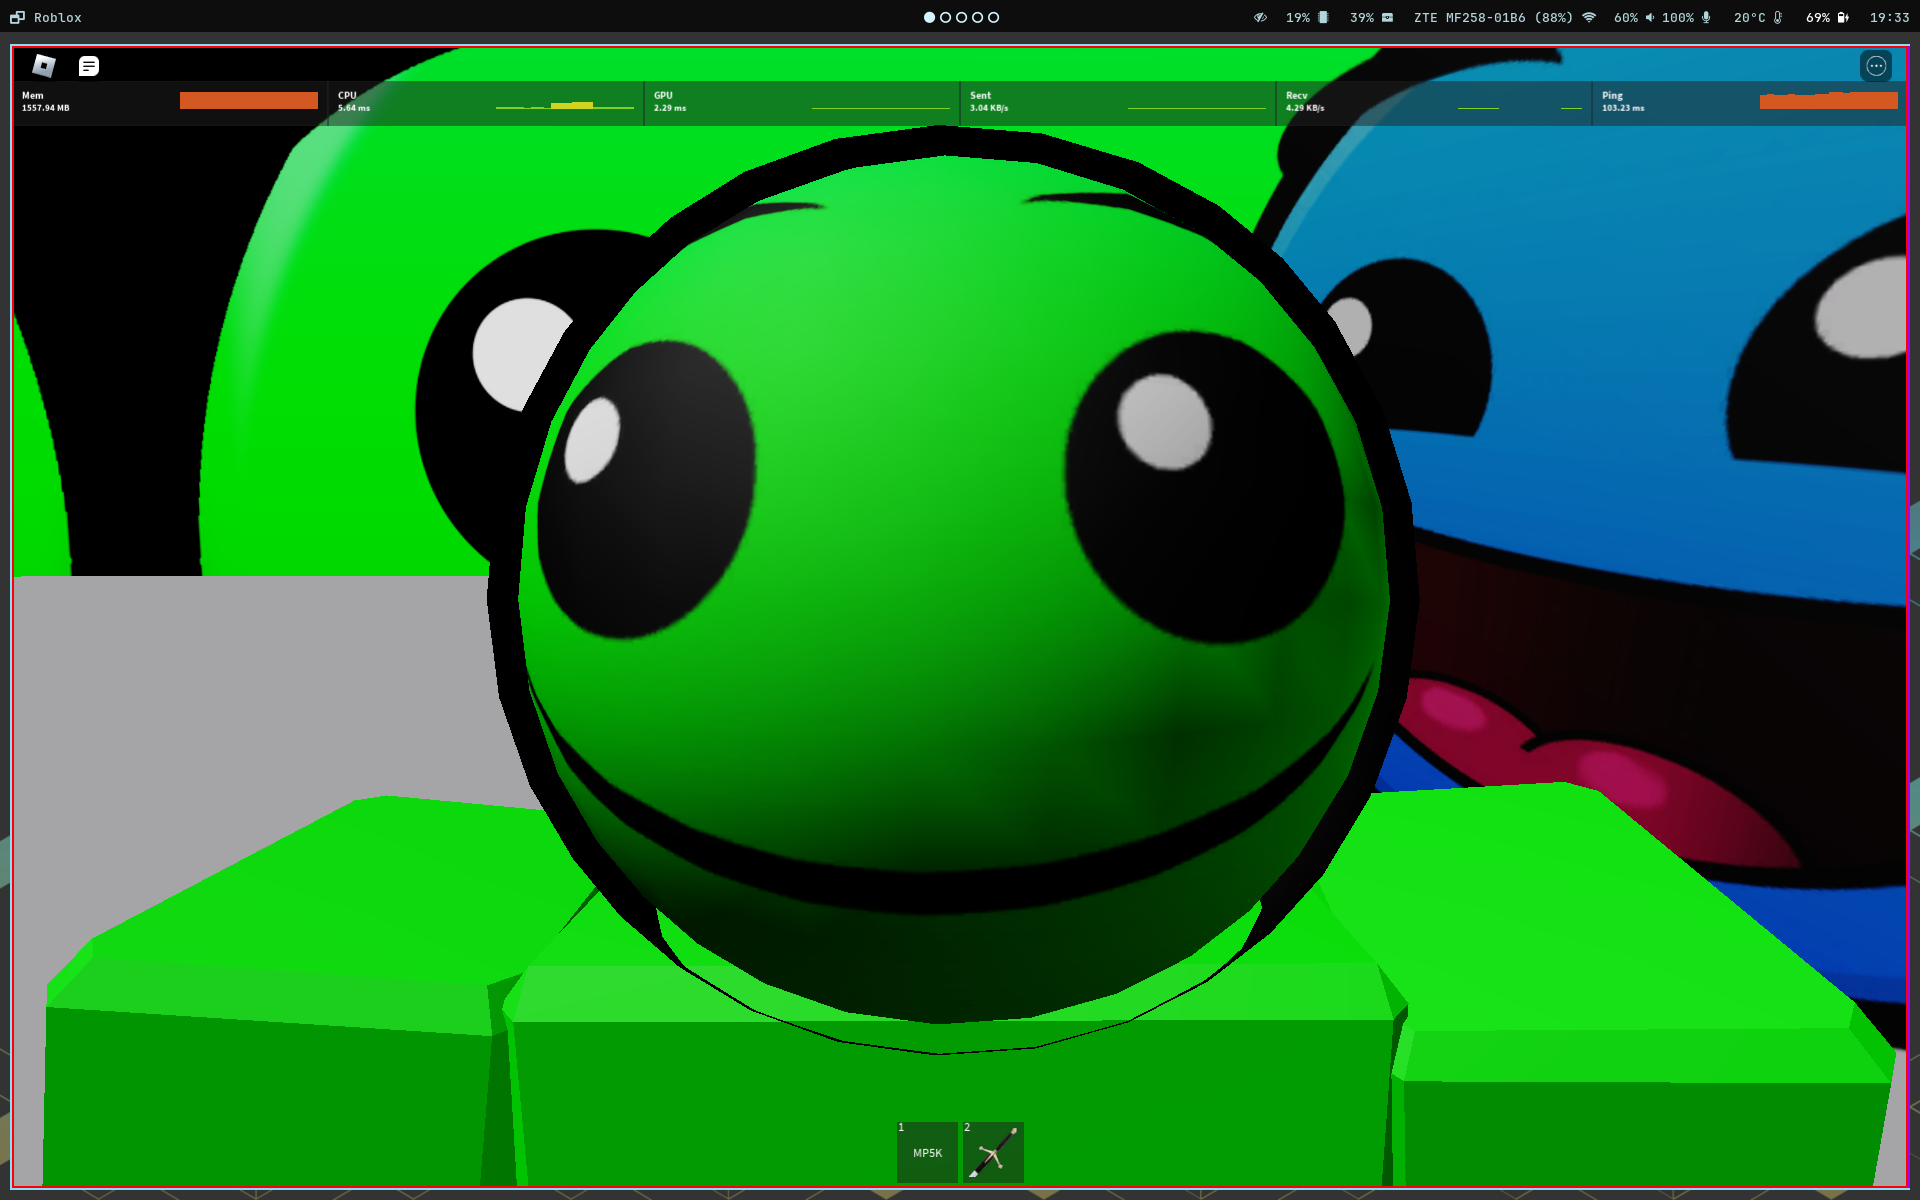 Roblox
19%
39%
ZTE MF258-01B6 (88%)
60%
100%
20°C
69%
19:33
Mem
1557.94 MB
CPU
5.64 ms
GPU
2.29 ms
Sent
3.04 KB/s
Recv
4.29 KB/s
Ping
103.23 ms
1
MP5K
2